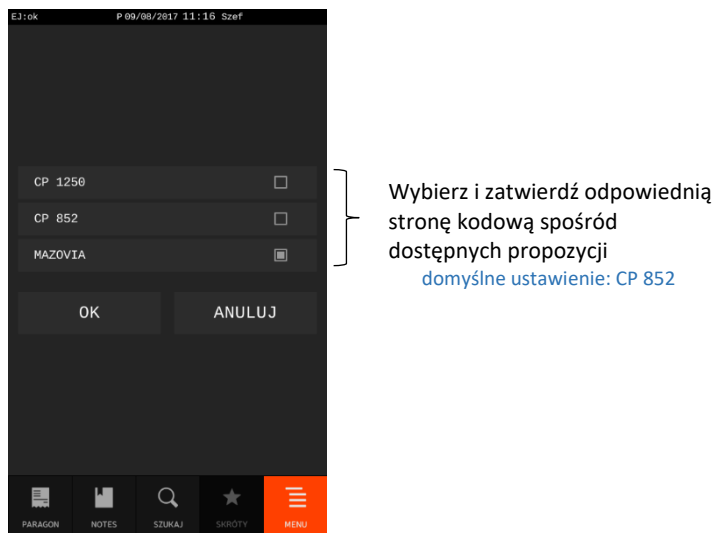 EJ:ok P 09/08/2017 11:16 Szef
CP 1250
CP 852
MAZOVIA
OK ANULUJ
Wybierz i zatwierdź odpowiednią
stronę kodową spośród
dostępnych propozycji
domyślne ustawienie: CP 852
PARAGON NOTES SZUKAJ SKRÓTY MENU